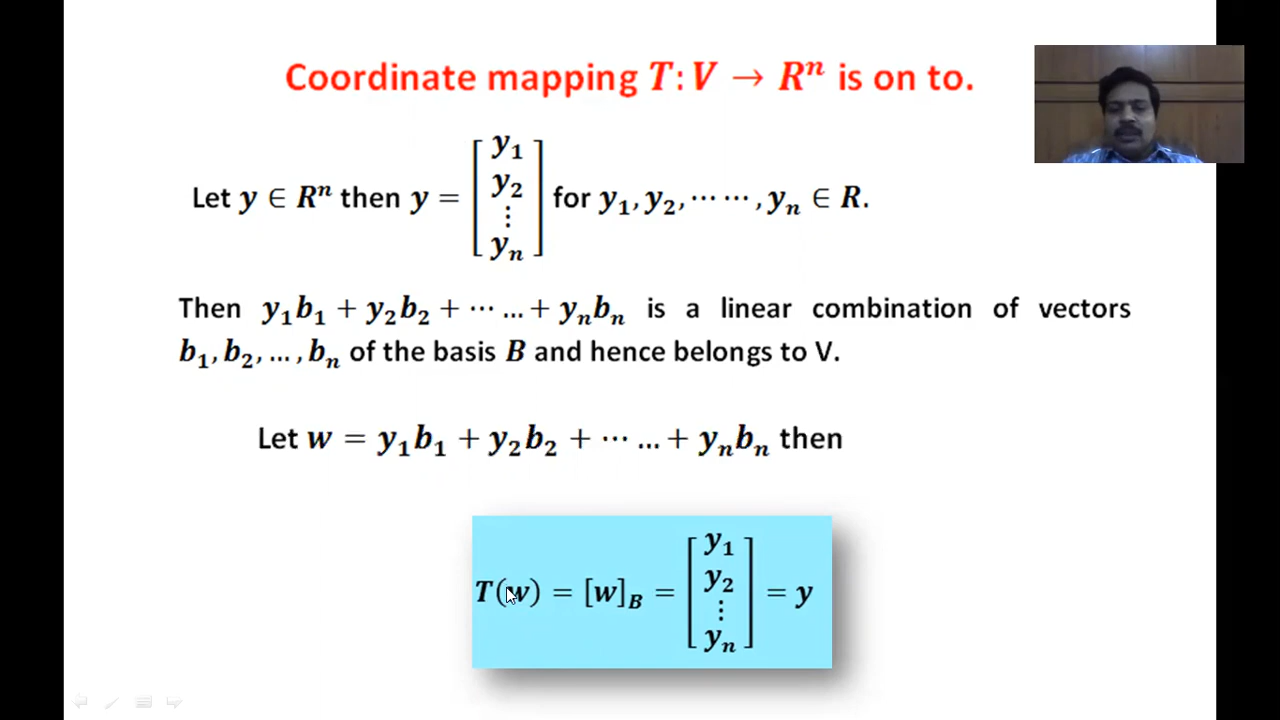 Coordinate mapping T: V → Rⁿ is on to.
Let y ∈ Rⁿ then y = [y₁ y₂ ⋮ yₙ] for y₁, y₂, ⋯ ⋯, yₙ ∈ R.
Then y₁b₁ + y₂b₂ + ⋯ … + yₙbₙ is a linear combination of vectors
b₁, b₂, … , bₙ of the basis B and hence belongs to V.
Let w = y₁b₁ + y₂b₂ + ⋯ … + yₙbₙ then
T(w) = [w]_B = [y₁ y₂ ⋮ yₙ] = y